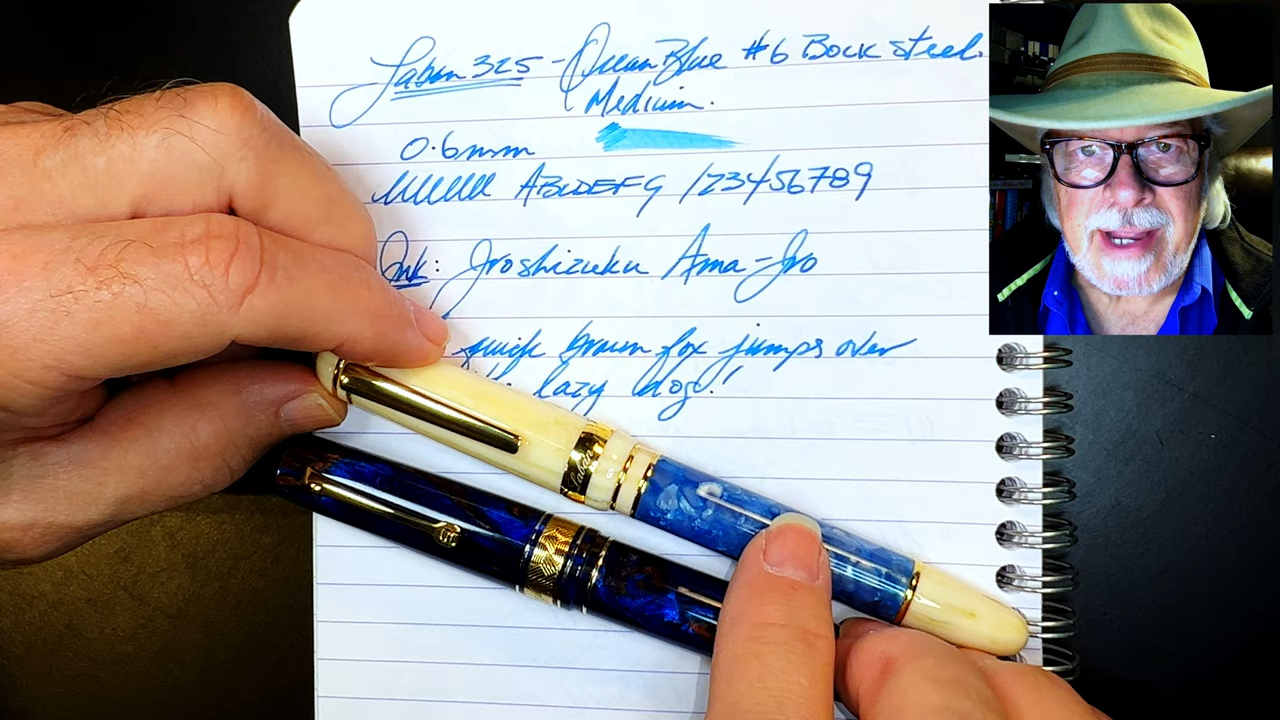 Laban 325 - Ocean Blue #6 Bock steel.
Medium.
0.6mm
ABCDEFG 123456789
Ink: Iroshizuku Ama-Iro
quick brown fox jumps over
lazy dog!
Laban